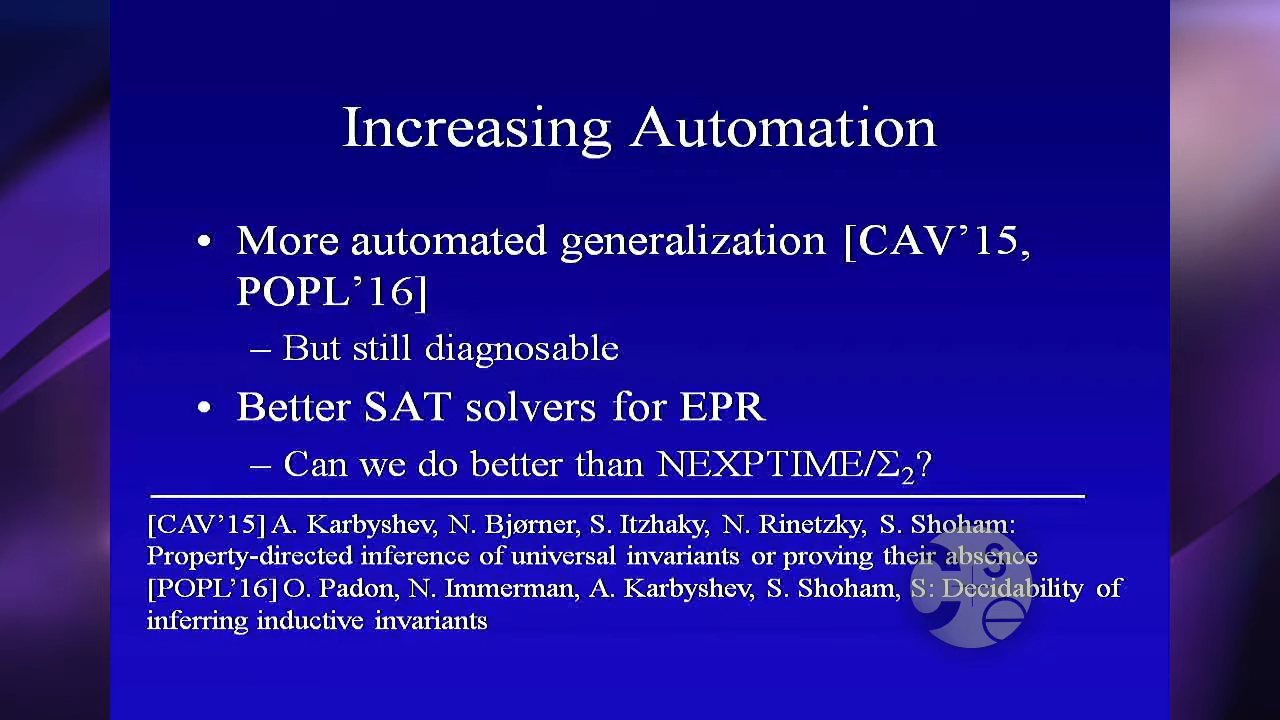 Increasing Automation
• More automated generalization [CAV’15,
POPL’16]
– But still diagnosable
• Better SAT solvers for EPR
– Can we do better than NEXPTIME/Σ₂?
[CAV’15] A. Karbyshev, N. Bjørner, S. Itzhaky, N. Rinetzky, S. Shoham:
Property-directed inference of universal invariants or proving their absence
[POPL’16] O. Padon, N. Immerman, A. Karbyshev, S. Shoham, S: Decidability of
inferring inductive invariants